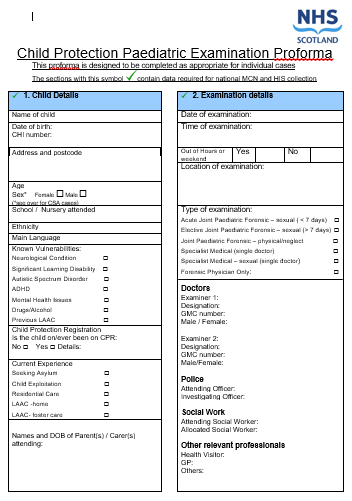 NHS
SCOTLAND
Child Protection Paediatric Examination Proforma
This proforma is designed to be completed as appropriate for individual cases
The sections with this symbol ✓ contain data required for national MCN and HIS collection
✓ 1. Child Details
Name of child
Date of birth:
CHI number:
Address and postcode
Age
Sex* Female ☐ Male ☐
(*see over for CSA cases)
School / Nursery attended
Ethnicity
Main Language
Known Vulnerabilities:
Neurological Condition ☐
Significant Learning Disability ☐
Autistic Spectrum Disorder ☐
ADHD ☐
Mental Health Issues ☐
Drugs/Alcohol ☐
Previous LAAC ☐
Child Protection Registration
Is the child on/ever been on CPR:
No ☐ Yes ☐ Details:
Current Experience
Seeking Asylum ☐
Child Exploitation ☐
Residential Care ☐
LAAC -home ☐
LAAC- foster care ☐
Names and DOB of Parent(s) / Carer(s)
attending:
✓ 2. Examination details
Date of examination:
Time of examination:
Out of Hours or
weekend
Yes No
Location of examination:
Type of examination:
Acute Joint Paediatric Forensic – sexual ( < 7 days) ☐
Elective Joint Paediatric Forensic – sexual (> 7 days) ☐
Joint Paediatric Forensic – physical/neglect ☐
Specialist Medical (single doctor) ☐
Specialist Medical – sexual (single doctor) ☐
Forensic Physician Only: ☐
Doctors
Examiner 1:
Designation:
GMC number:
Male / Female:
Examiner 2:
Designation:
GMC number:
Male/Female:
Police
Attending Officer:
Investigating Officer:
Social Work
Attending Social Worker:
Allocated Social Worker:
Other relevant professionals
Health Visitor:
GP:
Others: